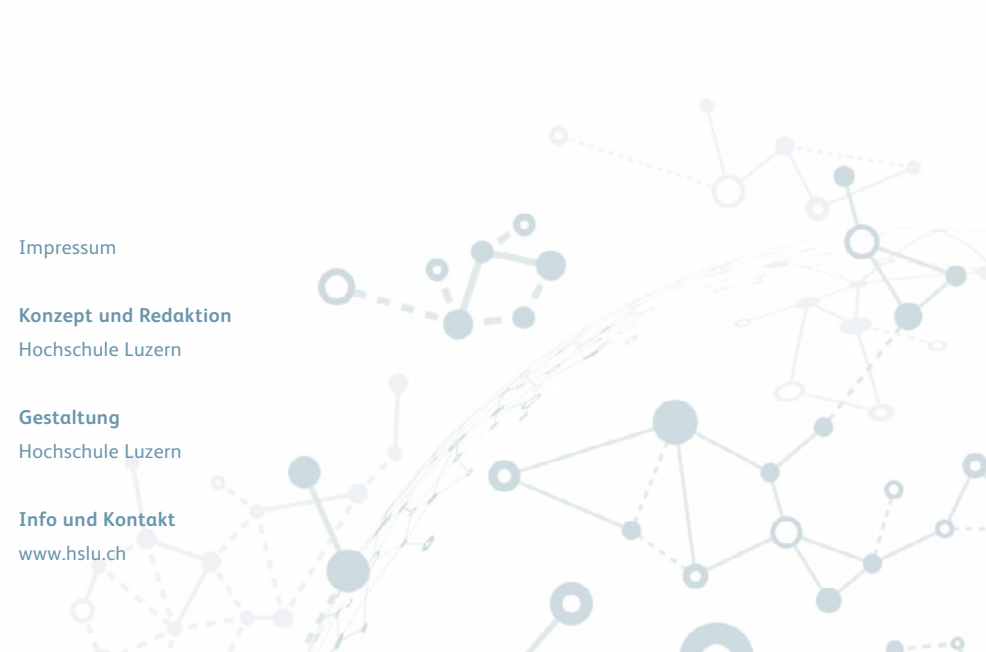 Impressum
Konzept und Redaktion
Hochschule Luzern
Gestaltung
Hochschule Luzern
Info und Kontakt
www.hslu.ch